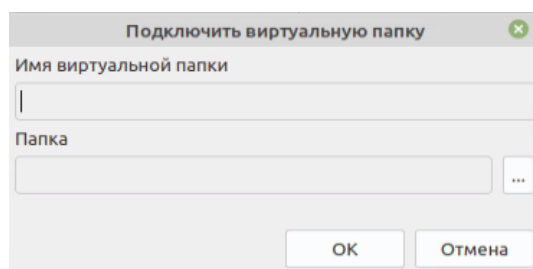 Подключить виртуальную папку
Имя виртуальной папки
Папка
...
OK
Отмена